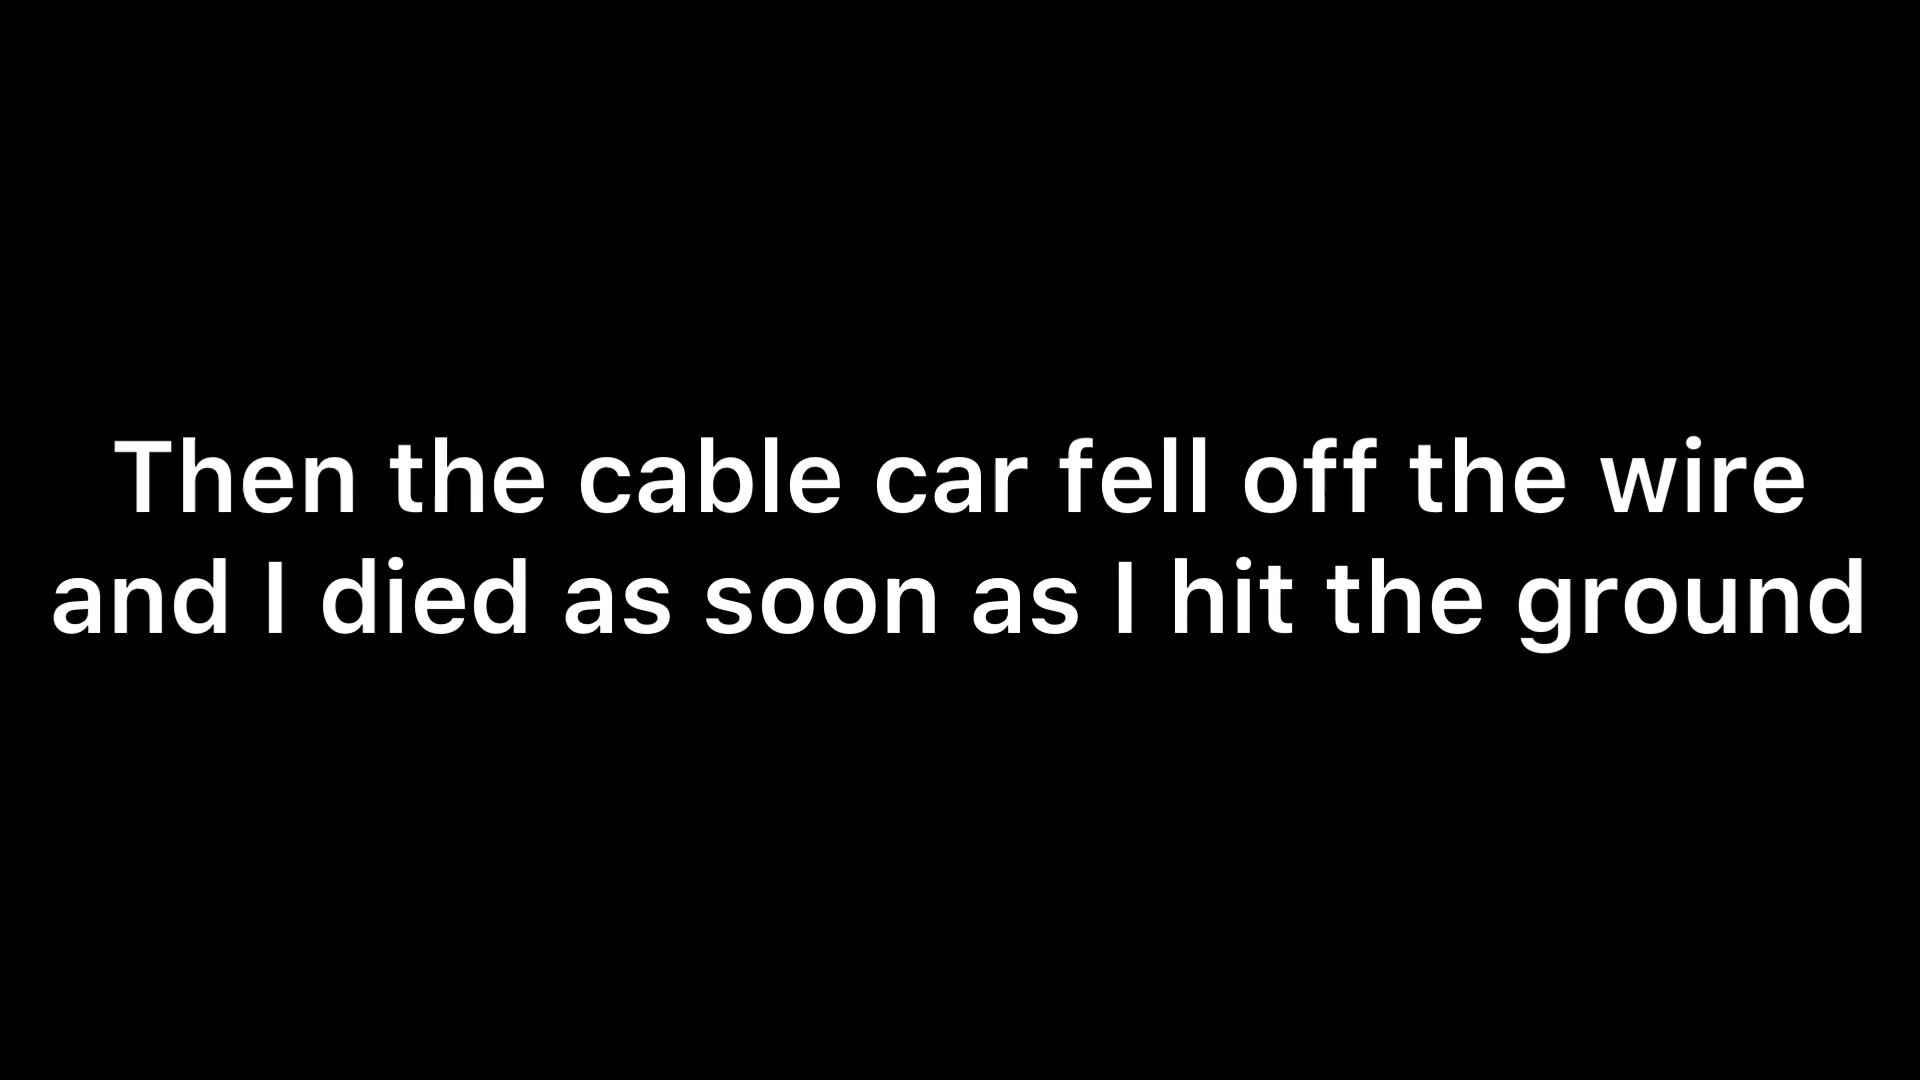 Then the cable car fell off the wire
and I died as soon as I hit the ground